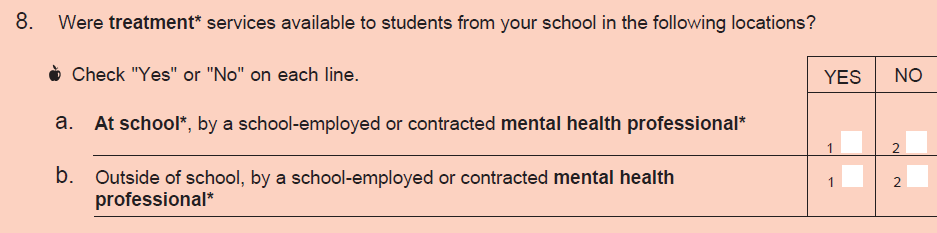 8. Were treatment* services available to students from your school in the following locations?
Check "Yes" or "No" on each line.
YES NO
a. At school*, by a school-employed or contracted mental health professional*
1 2
b. Outside of school, by a school-employed or contracted mental health
professional*
1 2